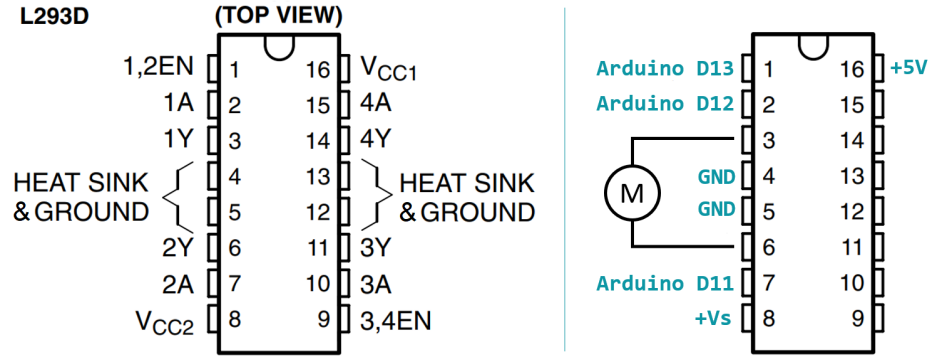 L293D
(TOP VIEW)
1,2EN 1 16 VCC1
1A 2 15 4A
1Y 3 14 4Y
HEAT SINK & GROUND 4 13 HEAT SINK & GROUND
5 12
2Y 6 11 3Y
2A 7 10 3A
VCC2 8 9 3,4EN
Arduino D13 1 16 +5V
Arduino D12 2 15
3 14
M
GND 4 13
GND 5 12
6 11
Arduino D11 7 10
+Vs 8 9